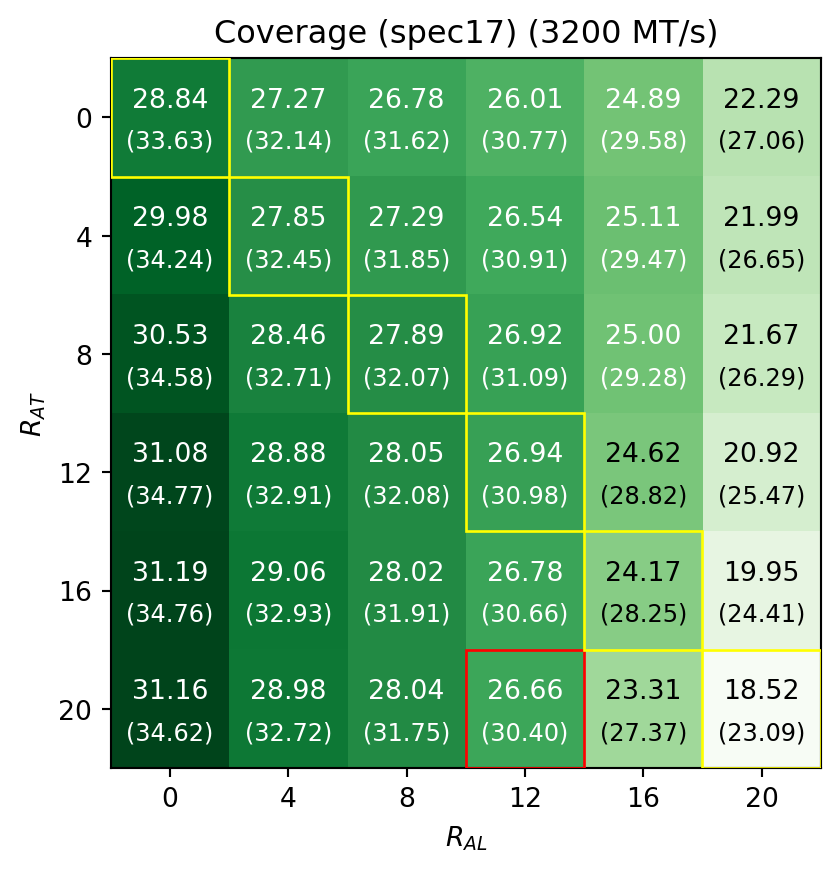 Coverage (spec17) (3200 MT/s)
0 28.84 27.27 26.78 26.01 24.89 22.29
(33.63) (32.14) (31.62) (30.77) (29.58) (27.06)
4 29.98 27.85 27.29 26.54 25.11 21.99
(34.24) (32.45) (31.85) (30.91) (29.47) (26.65)
8 30.53 28.46 27.89 26.92 25.00 21.67
(34.58) (32.71) (32.07) (31.09) (29.28) (26.29)
R_AT
12 31.08 28.88 28.05 26.94 24.62 20.92
(34.77) (32.91) (32.08) (30.98) (28.82) (25.47)
16 31.19 29.06 28.02 26.78 24.17 19.95
(34.76) (32.93) (31.91) (30.66) (28.25) (24.41)
20 31.16 28.98 28.04 26.66 23.31 18.52
(34.62) (32.72) (31.75) (30.40) (27.37) (23.09)
0 4 8 12 16 20
R_AL